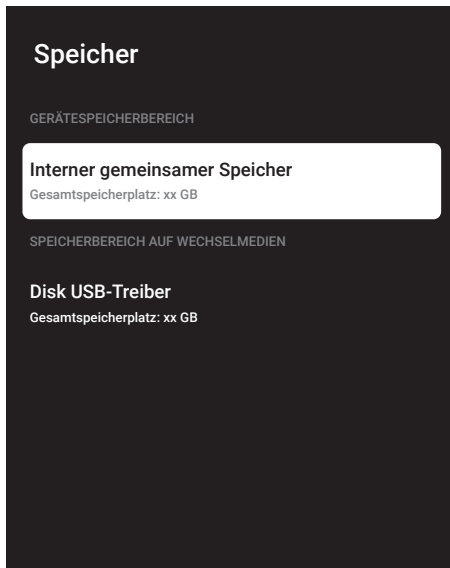 Speicher
GERÄTESPEICHERBEREICH
Interner gemeinsamer Speicher
Gesamtspeicherplatz: xx GB
SPEICHERBEREICH AUF WECHSELMEDIEN
Disk USB-Treiber
Gesamtspeicherplatz: xx GB